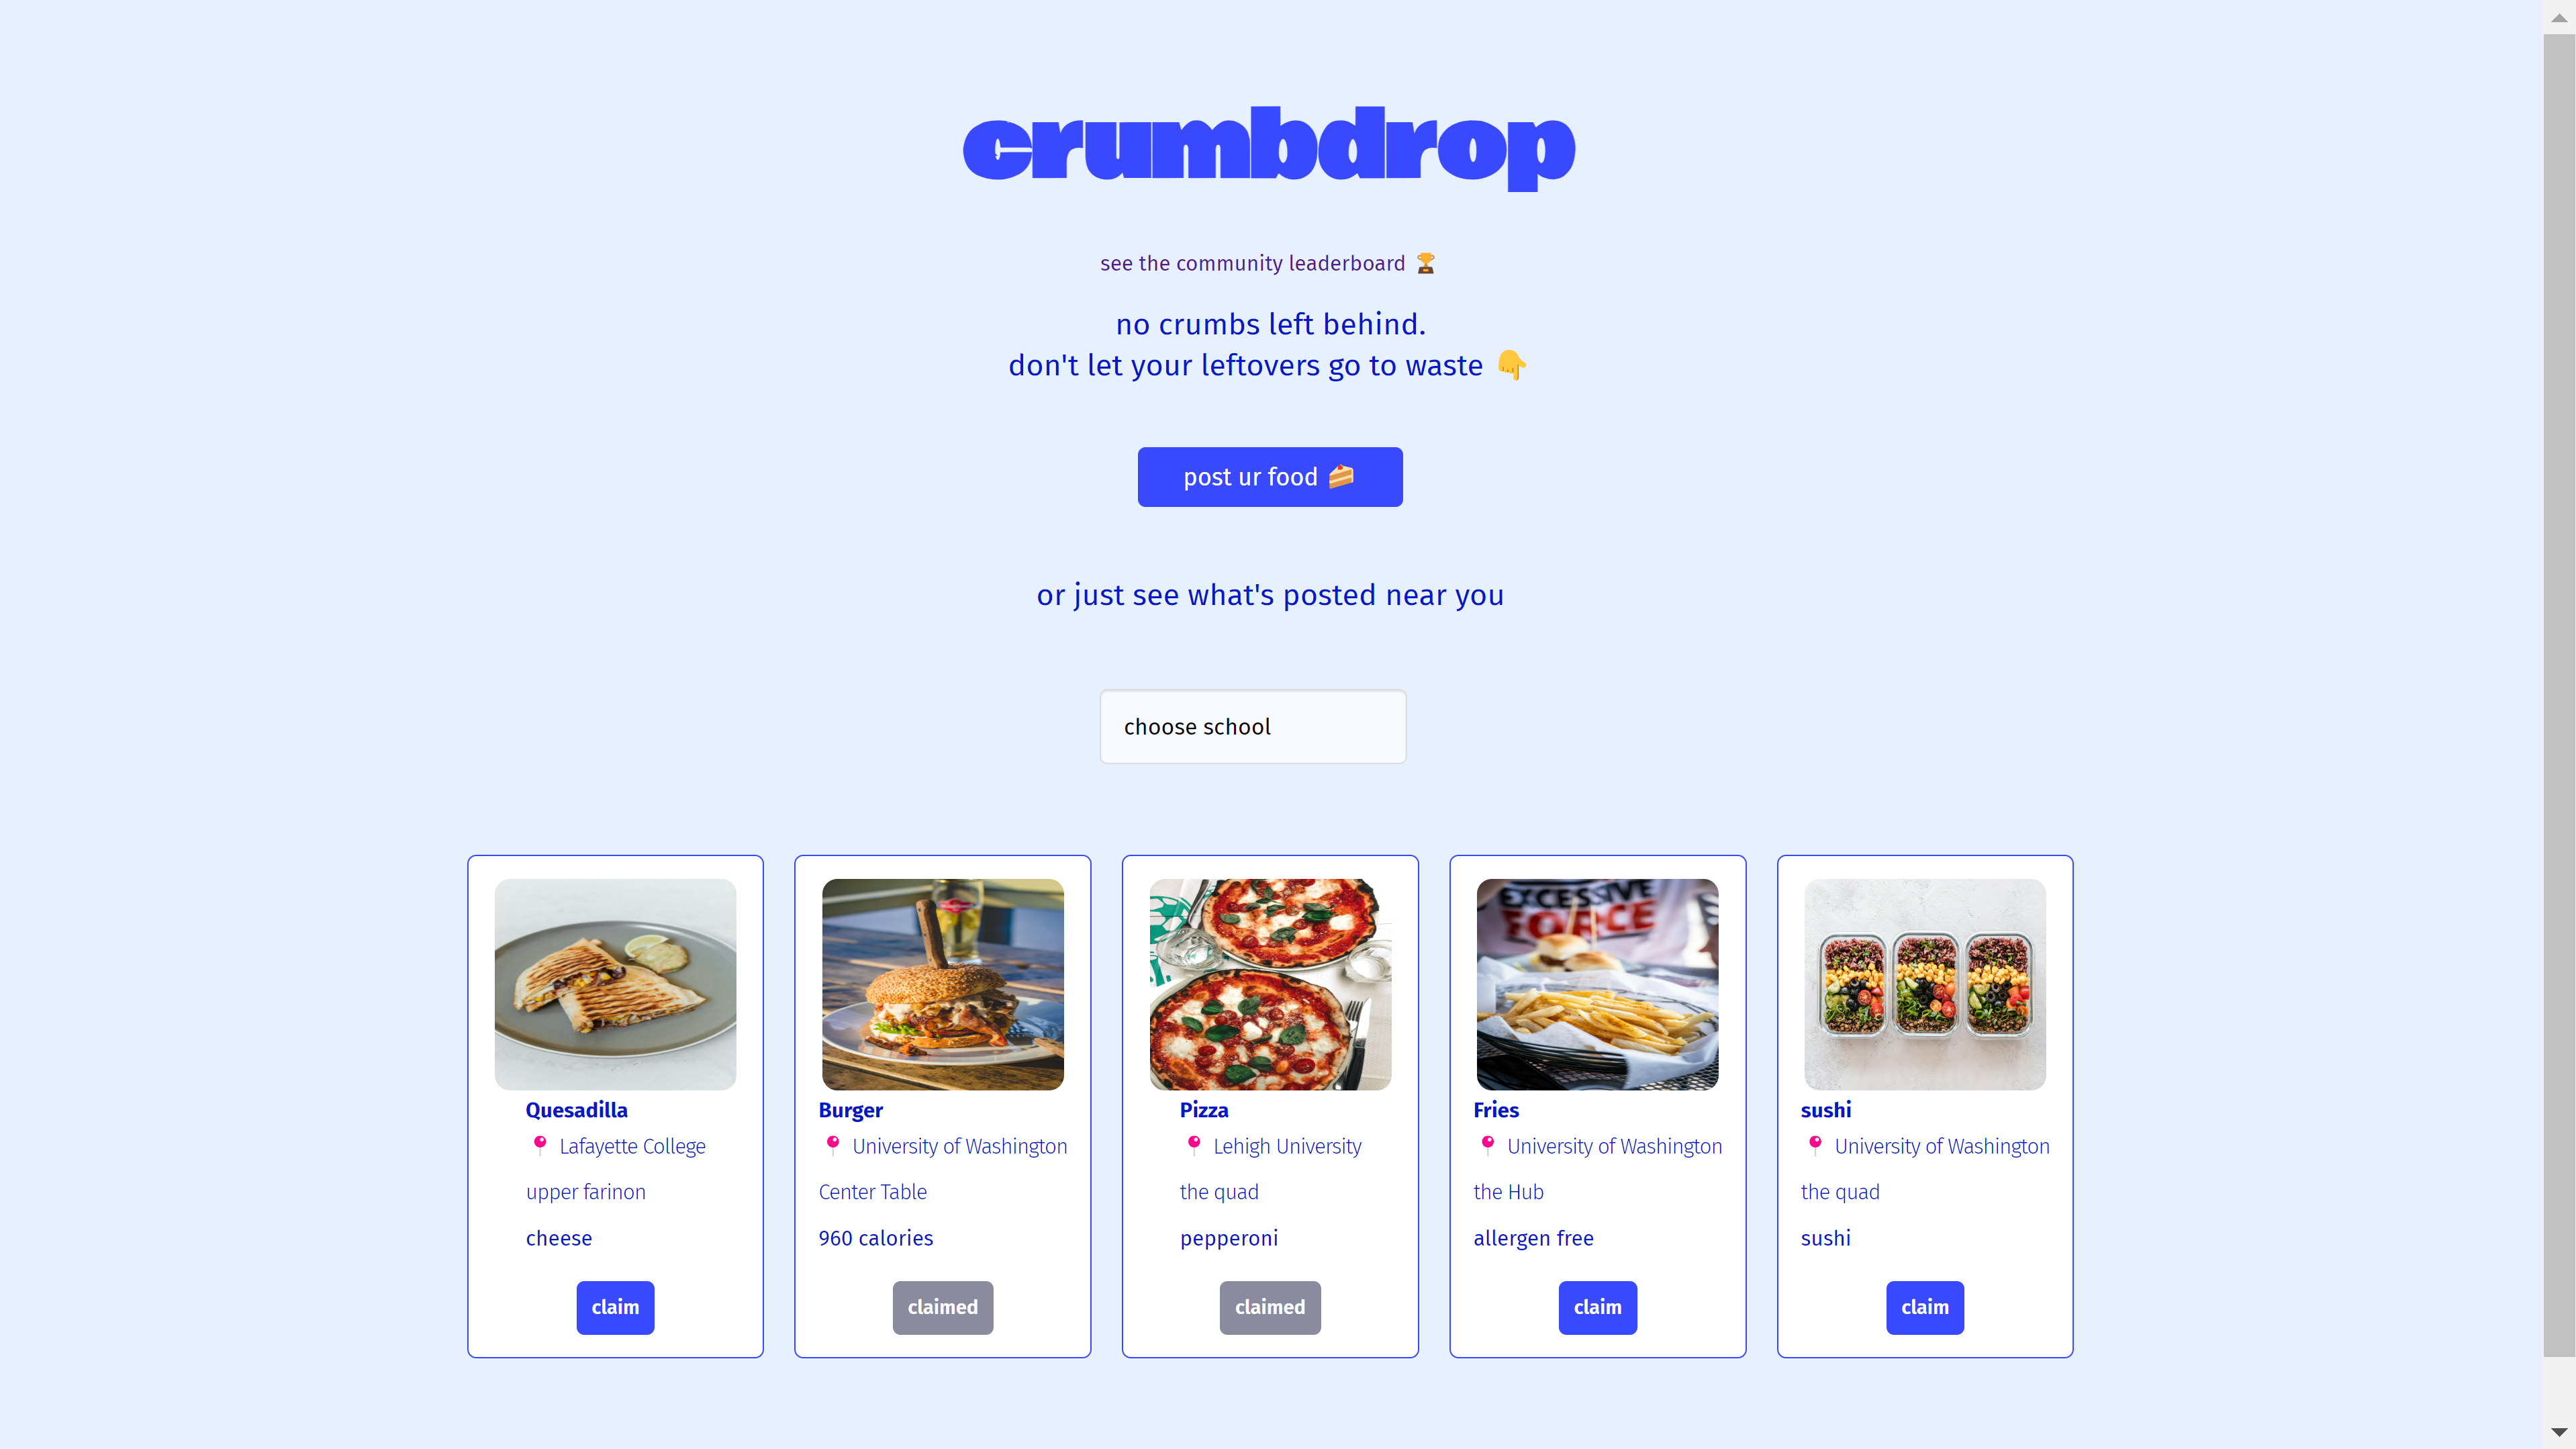 crumbdrop
see the community leaderboard 🏆
no crumbs left behind.
don't let your leftovers go to waste 👇
post ur food 🍰
or just see what's posted near you
choose school
EXCESSIVE
FORCE
Quesadilla
📍 Lafayette College
upper farinon
cheese
claim
Burger
📍 University of Washington
Center Table
960 calories
claimed
Pizza
📍 Lehigh University
the quad
pepperoni
claimed
Fries
📍 University of Washington
the Hub
allergen free
claim
sushi
📍 University of Washington
the quad
sushi
claim